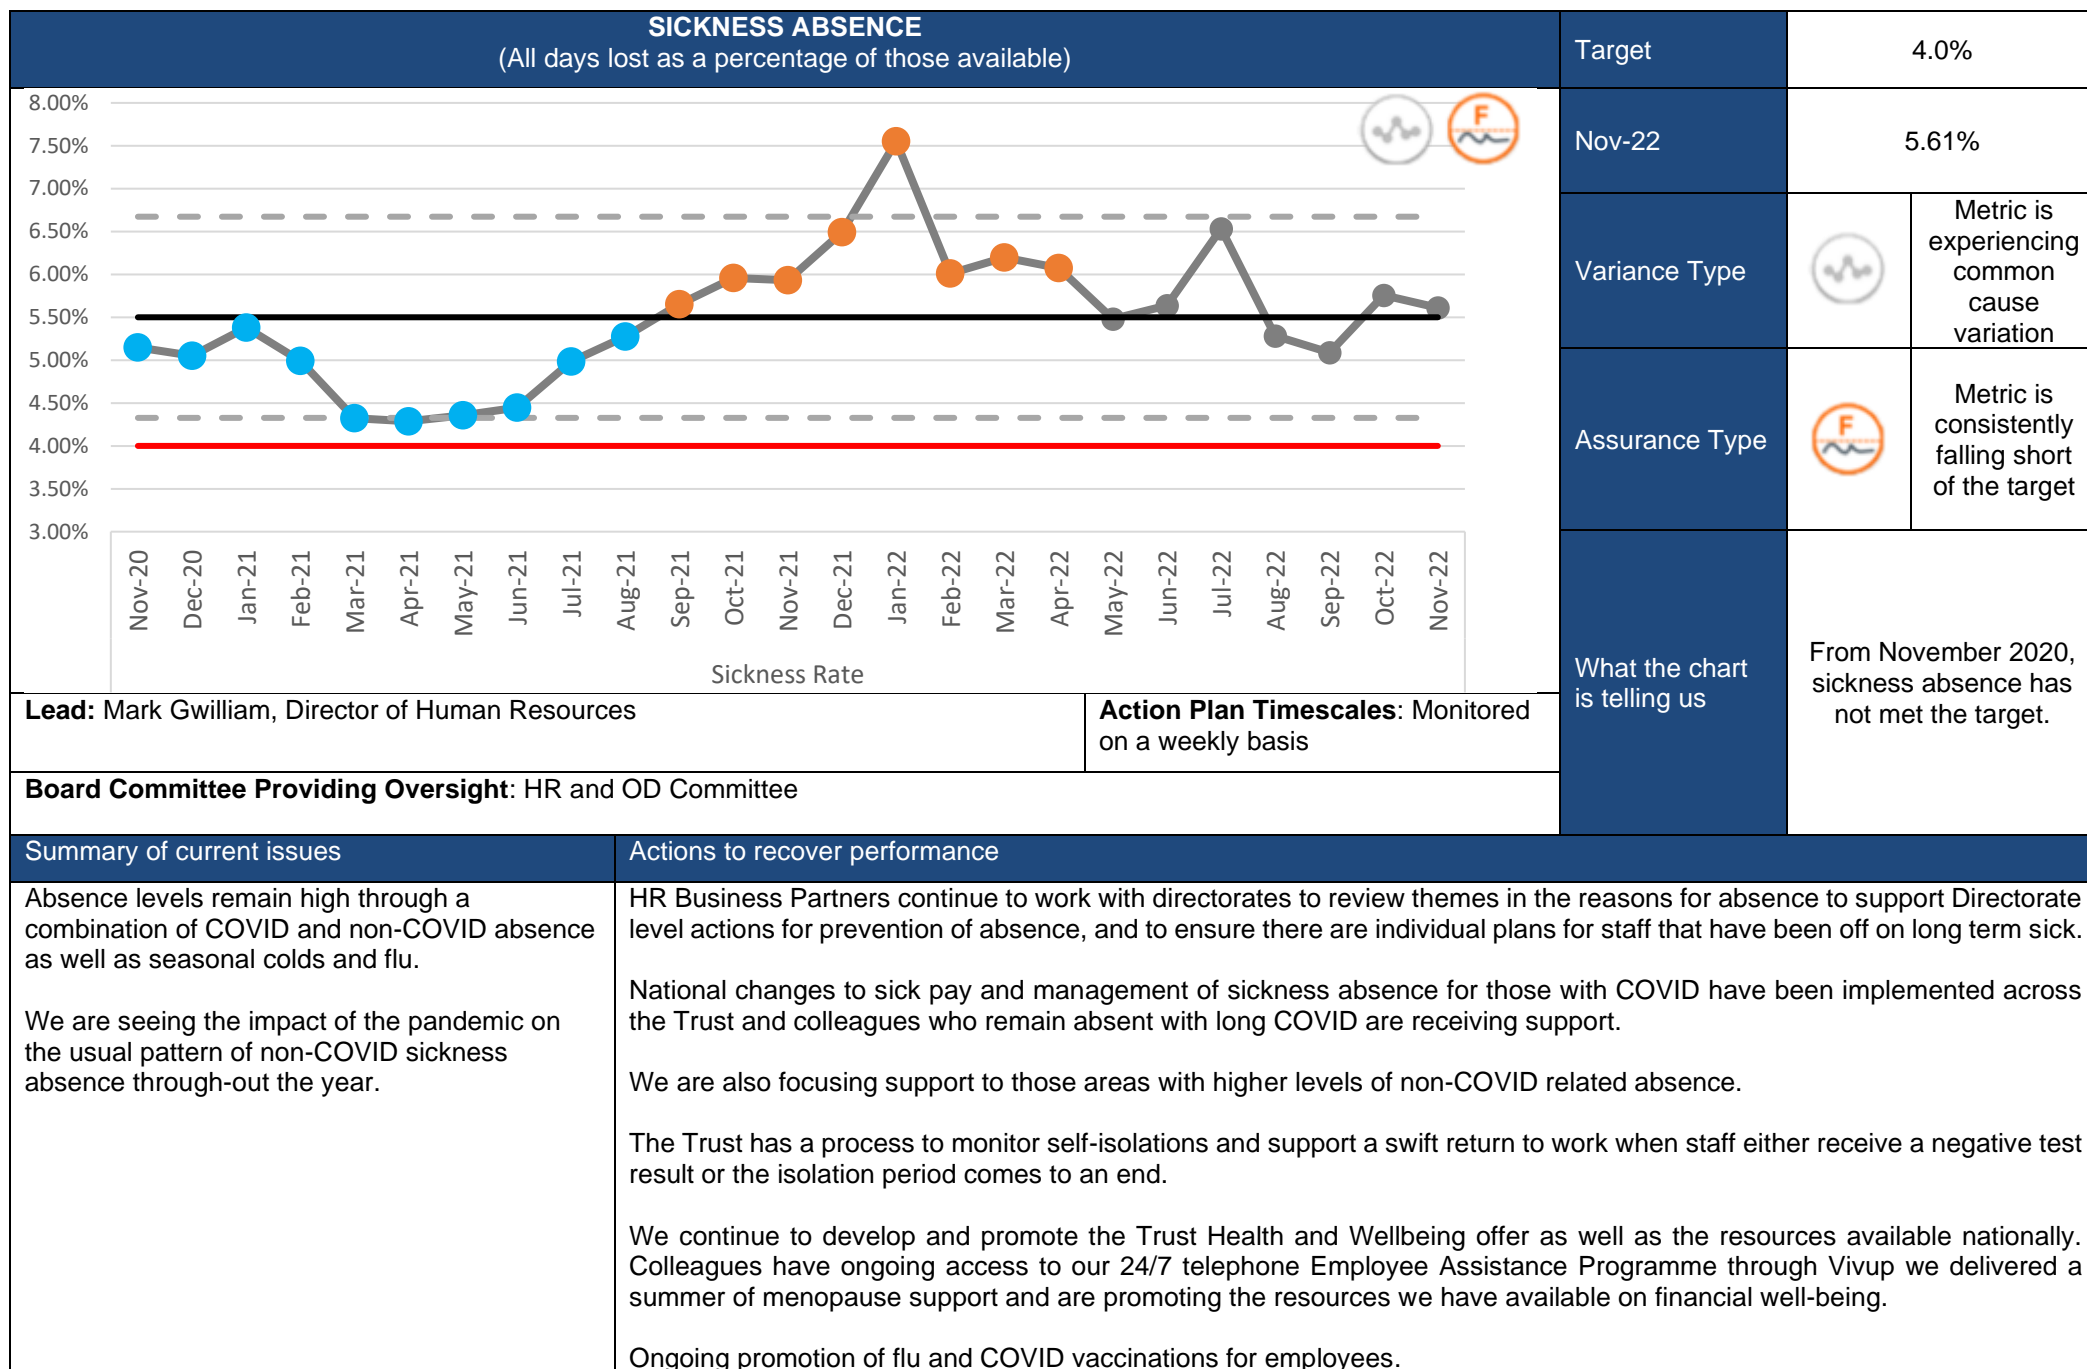 SICKNESS ABSENCE
(All days lost as a percentage of those available)
Target
4.0%
8.00%
7.50%
7.00%
6.50%
6.00%
5.50%
5.00%
4.50%
4.00%
3.50%
3.00%
F
Nov-20
Dec-20
Jan-21
Feb-21
Mar-21
Apr-21
May-21
Jun-21
Jul-21
Aug-21
Sep-21
Oct-21
Nov-21
Dec-21
Jan-22
Feb-22
Mar-22
Apr-22
May-22
Jun-22
Jul-22
Aug-22
Sep-22
Oct-22
Nov-22
Sickness Rate
Nov-22
5.61%
Variance Type
Metric is
experiencing
common
cause
variation
Assurance Type
F
Metric is
consistently
falling short
of the target
What the chart
is telling us
From November 2020,
sickness absence has
not met the target.
Lead: Mark Gwilliam, Director of Human Resources
Action Plan Timescales: Monitored
on a weekly basis
Board Committee Providing Oversight: HR and OD Committee
Summary of current issues
Absence levels remain high through a
combination of COVID and non-COVID absence
as well as seasonal colds and flu.
We are seeing the impact of the pandemic on
the usual pattern of non-COVID sickness
absence through-out the year.
Actions to recover performance
HR Business Partners continue to work with directorates to review themes in the reasons for absence to support Directorate
level actions for prevention of absence, and to ensure there are individual plans for staff that have been off on long term sick.
National changes to sick pay and management of sickness absence for those with COVID have been implemented across
the Trust and colleagues who remain absent with long COVID are receiving support.
We are also focusing support to those areas with higher levels of non-COVID related absence.
The Trust has a process to monitor self-isolations and support a swift return to work when staff either receive a negative test
result or the isolation period comes to an end.
We continue to develop and promote the Trust Health and Wellbeing offer as well as the resources available nationally.
Colleagues have ongoing access to our 24/7 telephone Employee Assistance Programme through Vivup we delivered a
summer of menopause support and are promoting the resources we have available on financial well-being.
Ongoing promotion of flu and COVID vaccinations for employees.